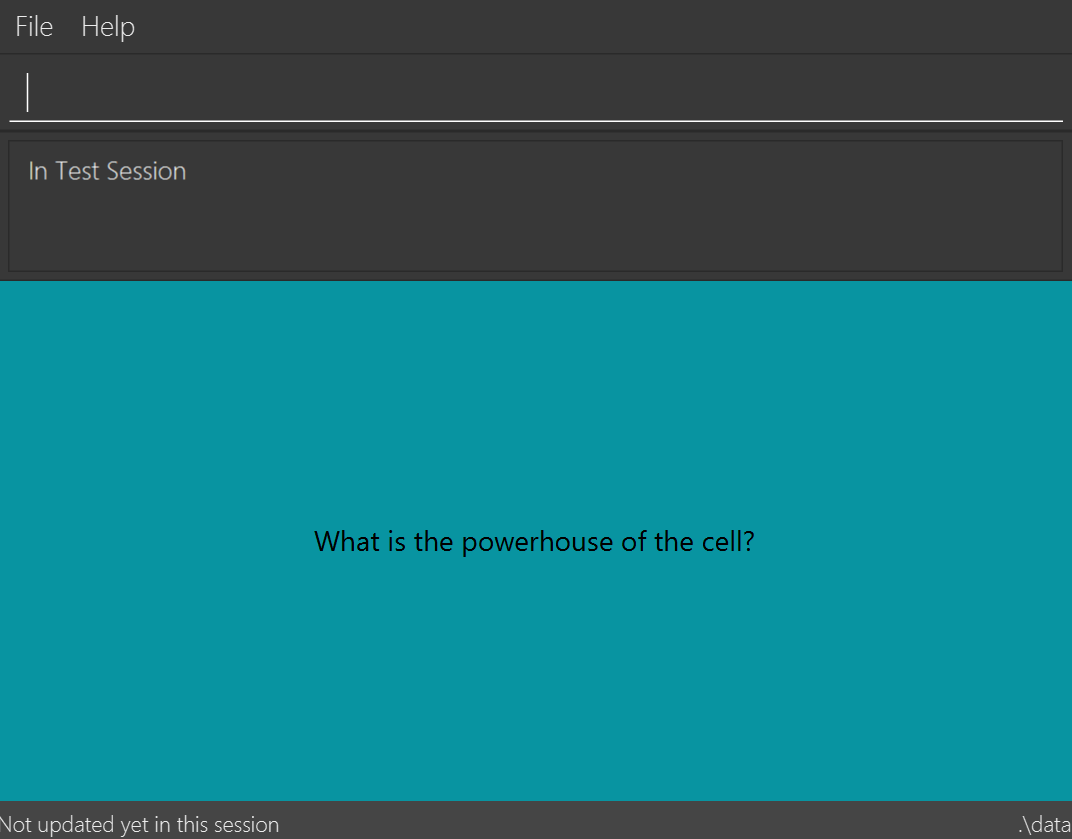 File Help
In Test Session
What is the powerhouse of the cell?
Not updated yet in this session .\data